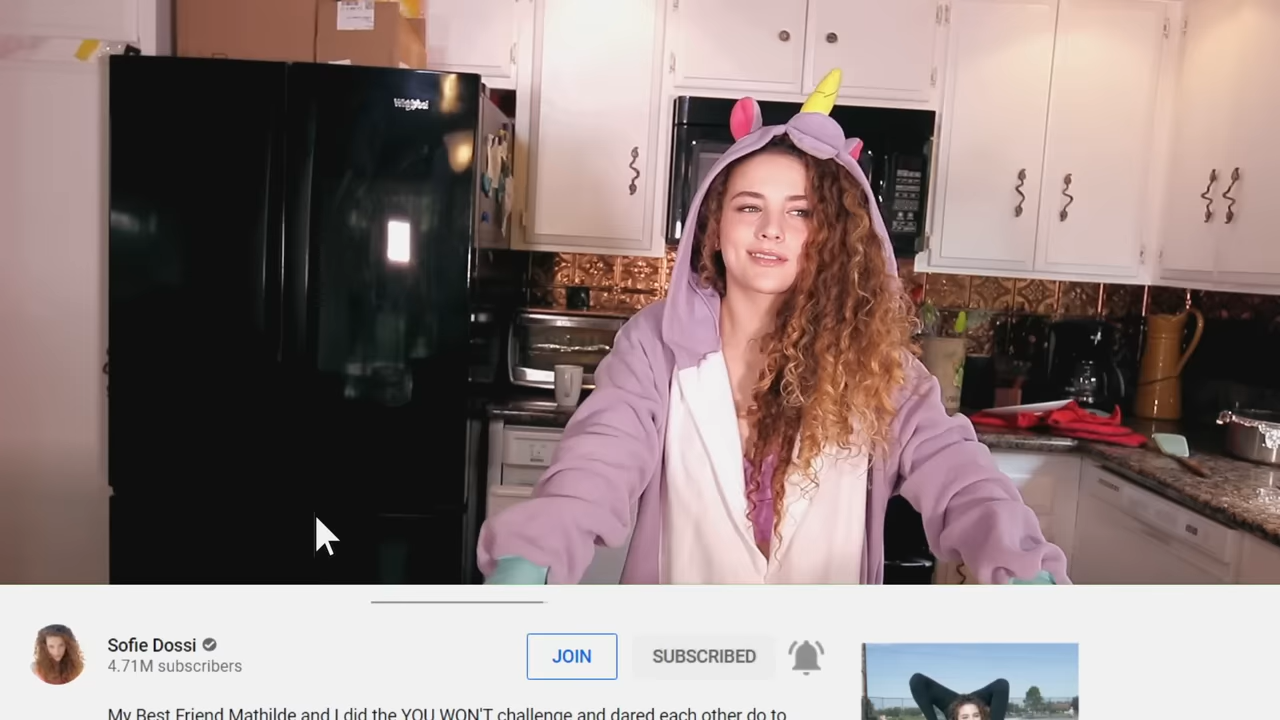 Whirlpool
Sofie Dossi
4.71M subscribers
JOIN
SUBSCRIBED
My Best Friend Mathilde and I did the YOU WON'T challenge and dared each other do to